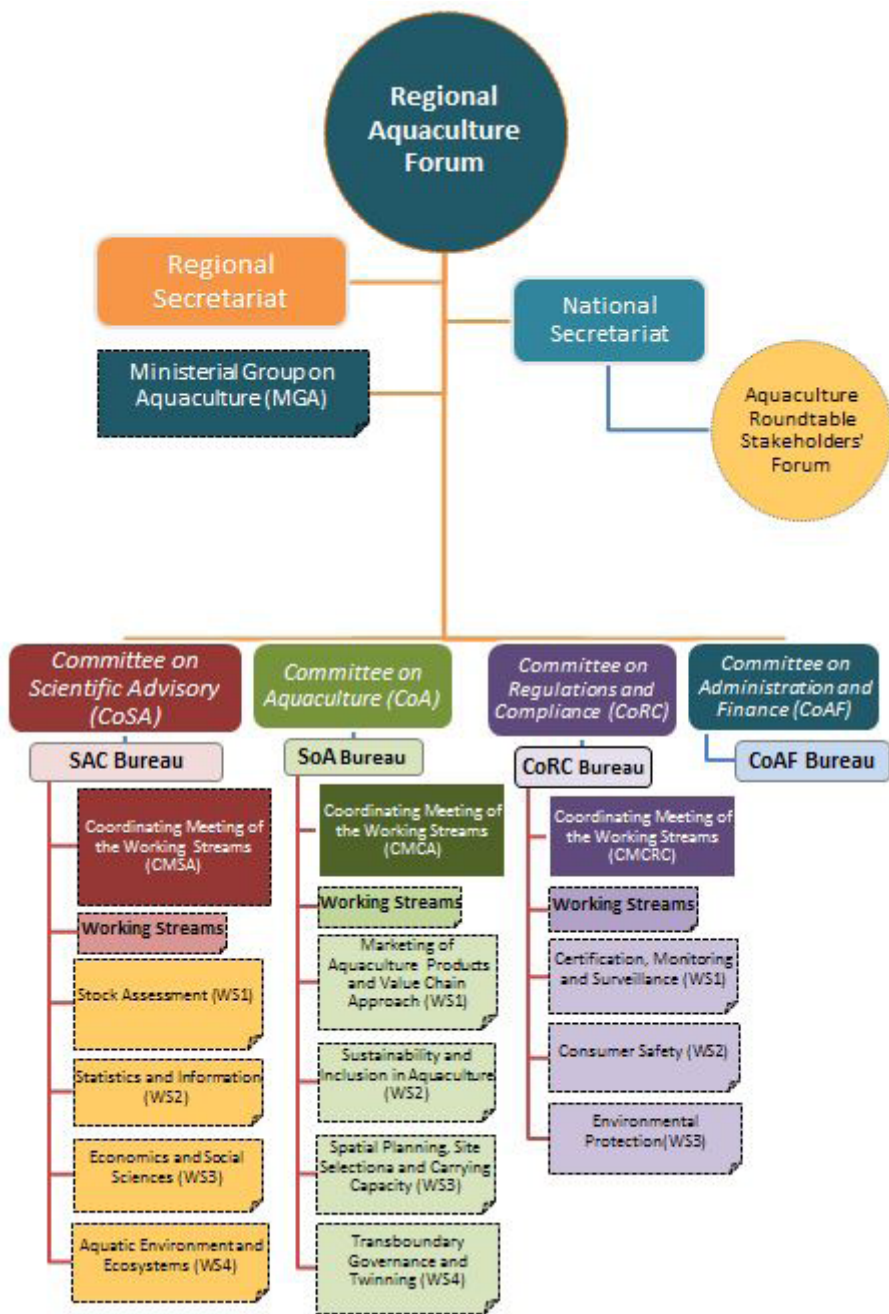 Regional
Aquaculture
Forum
Regional
Secretariat
National
Secretariat
Ministerial Group on
Aquaculture (MGA)
Aquaculture
Roundtable
Stakeholders'
Forum
Committee on
Scientific Advisory
(CoSA)
Committee on
Aquaculture (CoA)
Committee on
Regulations and
Compliance (CoRC)
Committee on
Administration and
Finance (CoAF)
SAC Bureau
SoA Bureau
CoRC Bureau
CoAF Bureau
Coordinating Meeting of
the Working Streams
(CMSA)
Working Streams
Stock Assessment (WS1)
Statistics and Information
(WS2)
Economics and Social
Sciences (WS3)
Aquatic Environment and
Ecosystems (WS4)
Coordinating Meeting of
the Working Streams
(CMCA)
Working Streams
Marketing of
Aquaculture Products
and Value Chain
Approach (WS1)
Sustainability and
Inclusion in Aquaculture
(WS2)
Spatial Planning, Site
Selectiona and Carrying
Capacity (WS3)
Transboundary
Governance and
Twinning (WS4)
Coordinating Meeting of
the Working Streams
(CMCRC)
Working Streams
Certification, Monitoring
and Surveillance (WS1)
Consumer Safety (WS2)
Environmental
Protection(WS3)